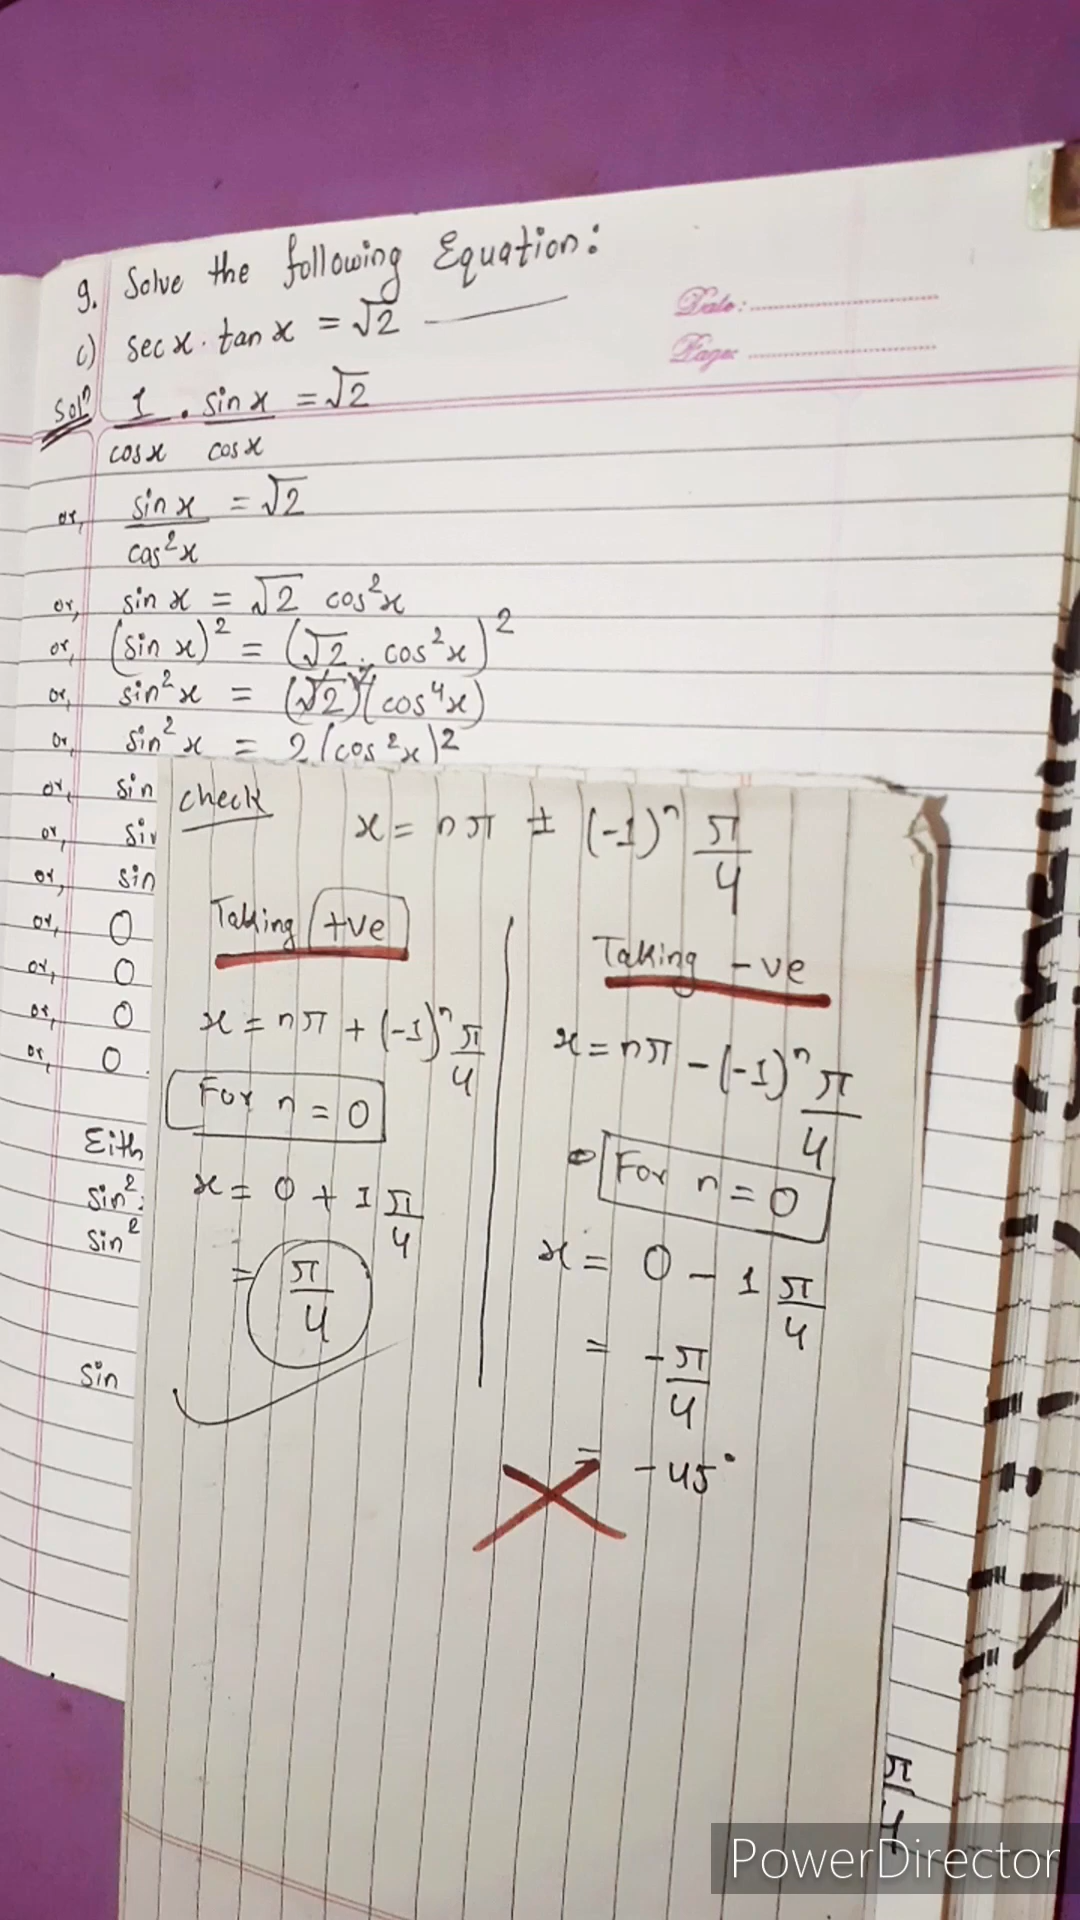 9. Solve the following Equation:
c) sec x . tan x = √2
Solⁿ 1/cos x . sin x/cos x = √2
or, sin x/cos²x = √2
or, sin x = √2 cos²x
or, (sin x)² = (√2 . cos²x)²
or, sin²x = (√2)²(cos⁴x)
or, sin²x = 2(cos²x)²
or, sin
or, sin
or, sin
or, 0
or, 0
or, 0
or, 0
Eith
sin²
sin²
sin
check
x = nπ ± (-1)ⁿ π/4
Taking +ve
x = nπ + (-1)ⁿ π/4
For n = 0
x = 0 + 1 π/4
= π/4
Taking -ve
x = nπ - (-1)ⁿ π/4
For n = 0
x = 0 - 1 π/4
= -π/4
= -45°
Date:
Page:
π/4
PowerDirector